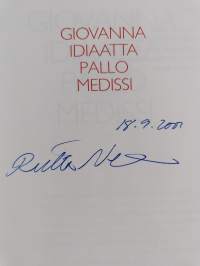 GIOVANNA
IDIAATTA
PALLO
MEDISSI
18.9.2001